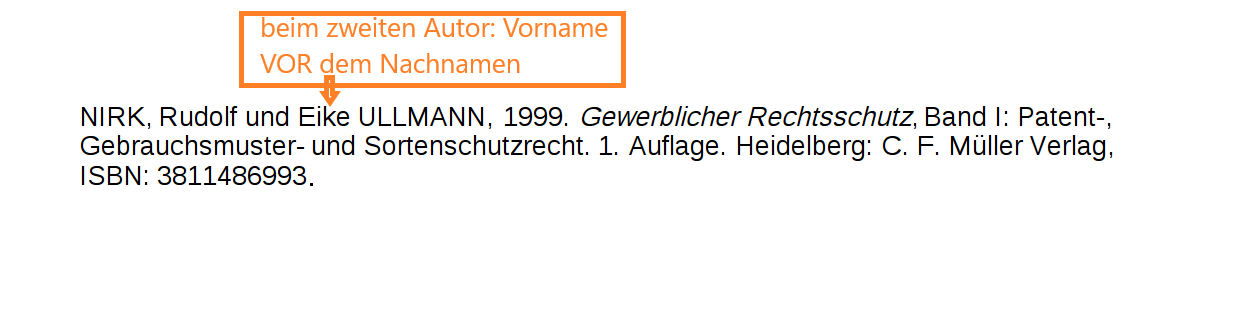 beim zweiten Autor: Vorname
VOR dem Nachnamen
NIRK, Rudolf und Eike ULLMANN, 1999. Gewerblicher Rechtsschutz, Band I: Patent-,
Gebrauchsmuster- und Sortenschutzrecht. 1. Auflage. Heidelberg: C. F. Müller Verlag,
ISBN: 3811486993.